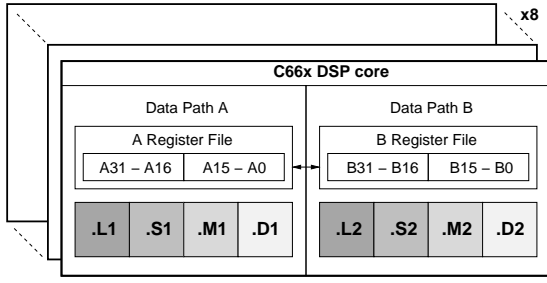 x8
C66x DSP core
Data Path A
Data Path B
A Register File
B Register File
A31 – A16
A15 – A0
B31 – B16
B15 – B0
.L1
.S1
.M1
.D1
.L2
.S2
.M2
.D2